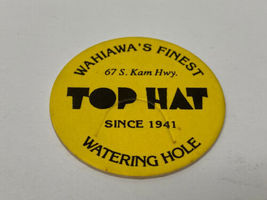 WAHIAWA'S FINEST
67 S. Kam Hwy.
TOP HAT
SINCE 1941
WATERING HOLE